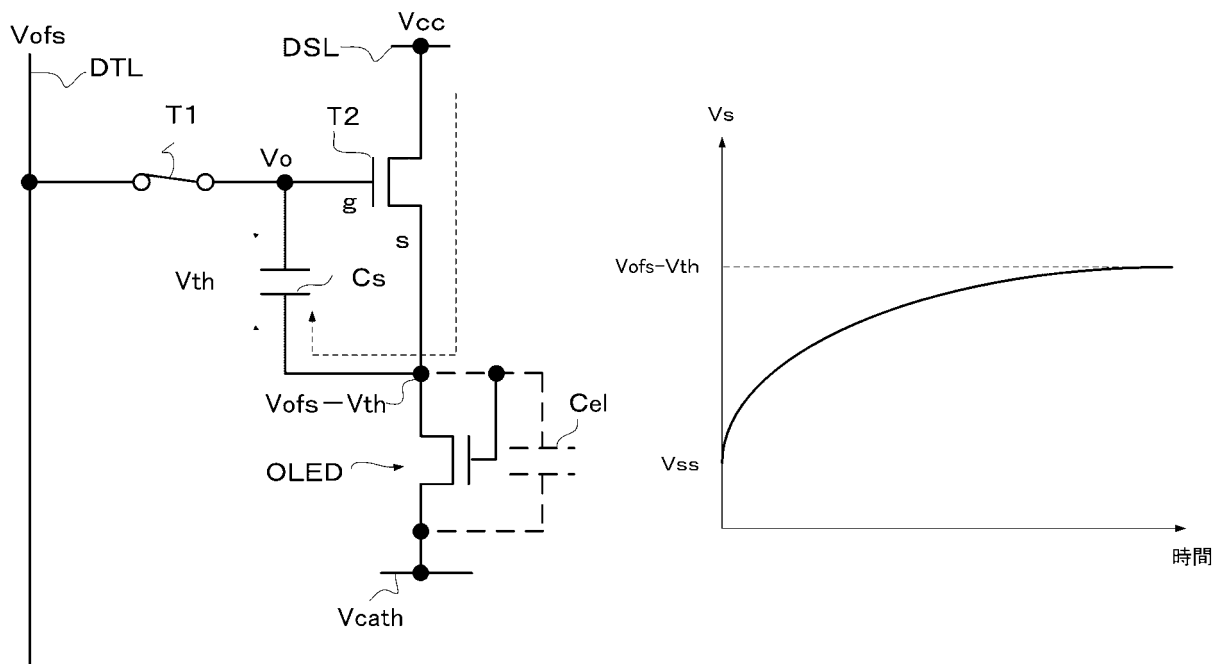 Vofs
DTL
T1
Vo
Vth
Cs
DSL
Vcc
T2
g
s
Vofs－Vth
Cel
OLED
Vcath
Vs
Vofs-Vth
Vss
時間